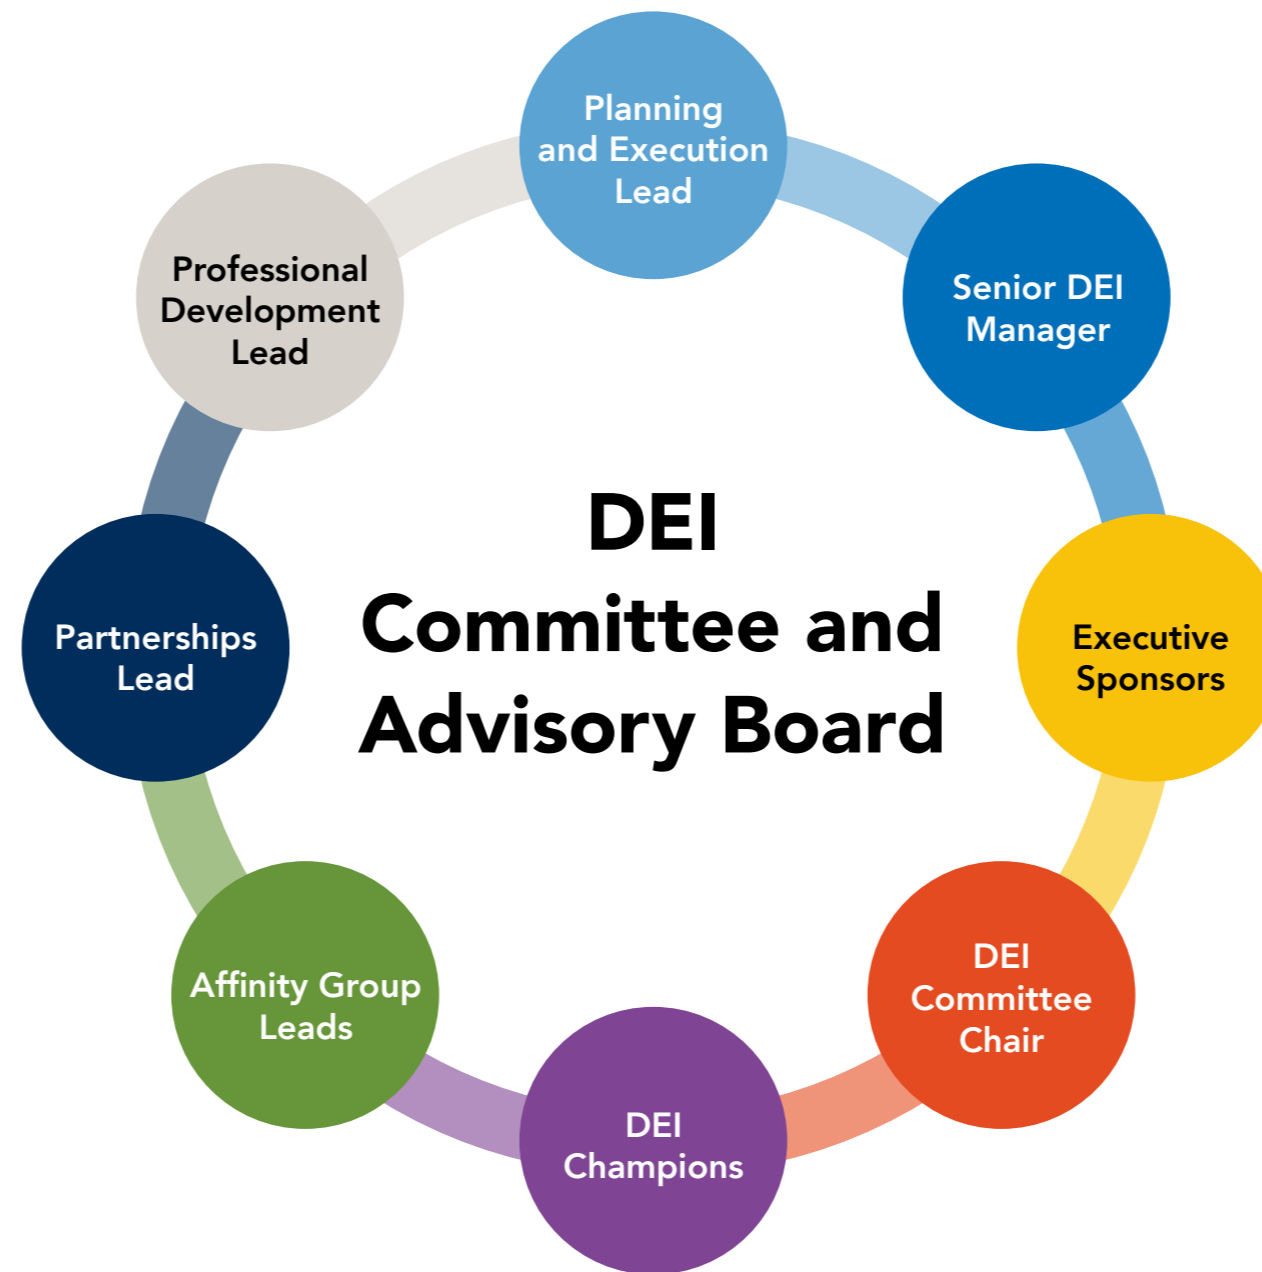 Planning
and Execution
Lead
Senior DEI
Manager
Executive
Sponsors
DEI
Committee
Chair
DEI
Champions
Affinity Group
Leads
Partnerships
Lead
Professional
Development
Lead
DEI
Committee and
Advisory Board